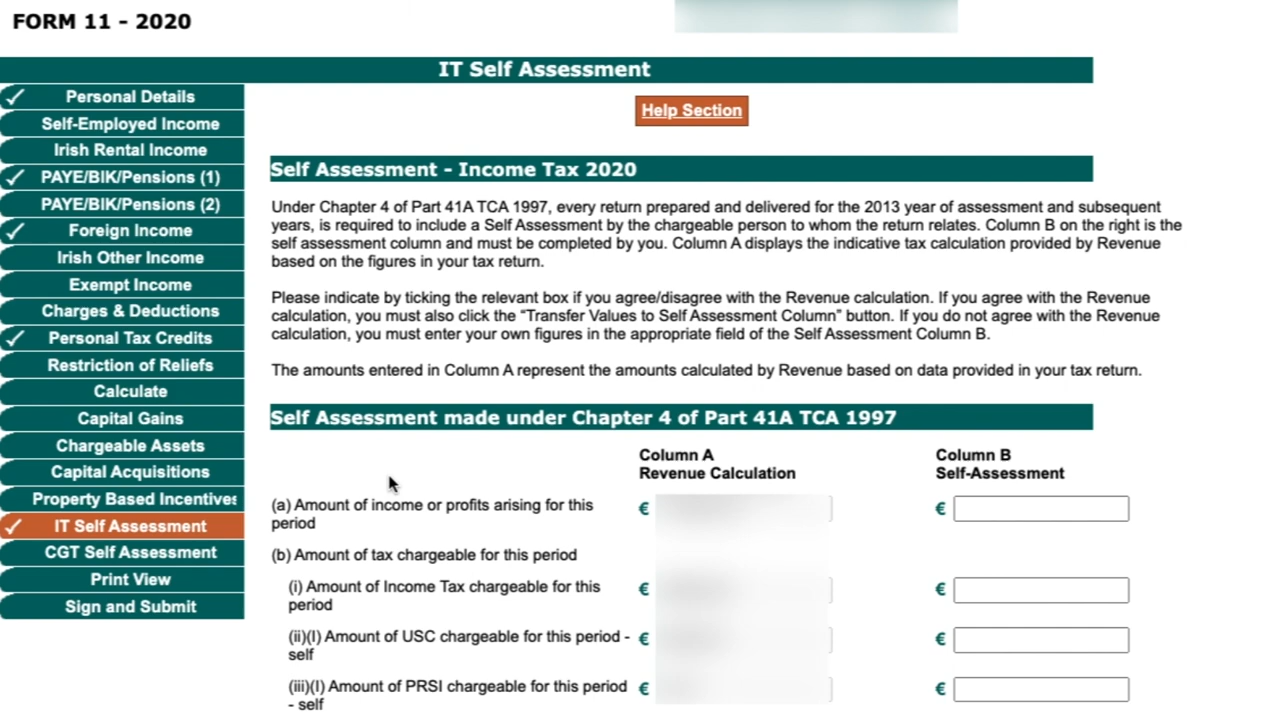 FORM 11 - 2020
IT Self Assessment
Personal Details
Self-Employed Income
Irish Rental Income
PAYE/BIK/Pensions (1)
PAYE/BIK/Pensions (2)
Foreign Income
Irish Other Income
Exempt Income
Charges & Deductions
Personal Tax Credits
Restriction of Reliefs
Calculate
Capital Gains
Chargeable Assets
Capital Acquisitions
Property Based Incentives
IT Self Assessment
CGT Self Assessment
Print View
Sign and Submit
Help Section
Self Assessment - Income Tax 2020
Under Chapter 4 of Part 41A TCA 1997, every return prepared and delivered for the 2013 year of assessment and subsequent
years, is required to include a Self Assessment by the chargeable person to whom the return relates. Column B on the right is the
self assessment column and must be completed by you. Column A displays the indicative tax calculation provided by Revenue
based on the figures in your tax return.
Please indicate by ticking the relevant box if you agree/disagree with the Revenue calculation. If you agree with the Revenue
calculation, you must also click the “Transfer Values to Self Assessment Column” button. If you do not agree with the Revenue
calculation, you must enter your own figures in the appropriate field of the Self Assessment Column B.
The amounts entered in Column A represent the amounts calculated by Revenue based on data provided in your tax return.
Self Assessment made under Chapter 4 of Part 41A TCA 1997
Column A
Revenue Calculation
Column B
Self-Assessment
(a) Amount of income or profits arising for this
period
€
€
(b) Amount of tax chargeable for this period
(i) Amount of Income Tax chargeable for this
period
€
€
(ii)(I) Amount of USC chargeable for this period -
self
€
€
(iii)(I) Amount of PRSI chargeable for this period
- self
€
€